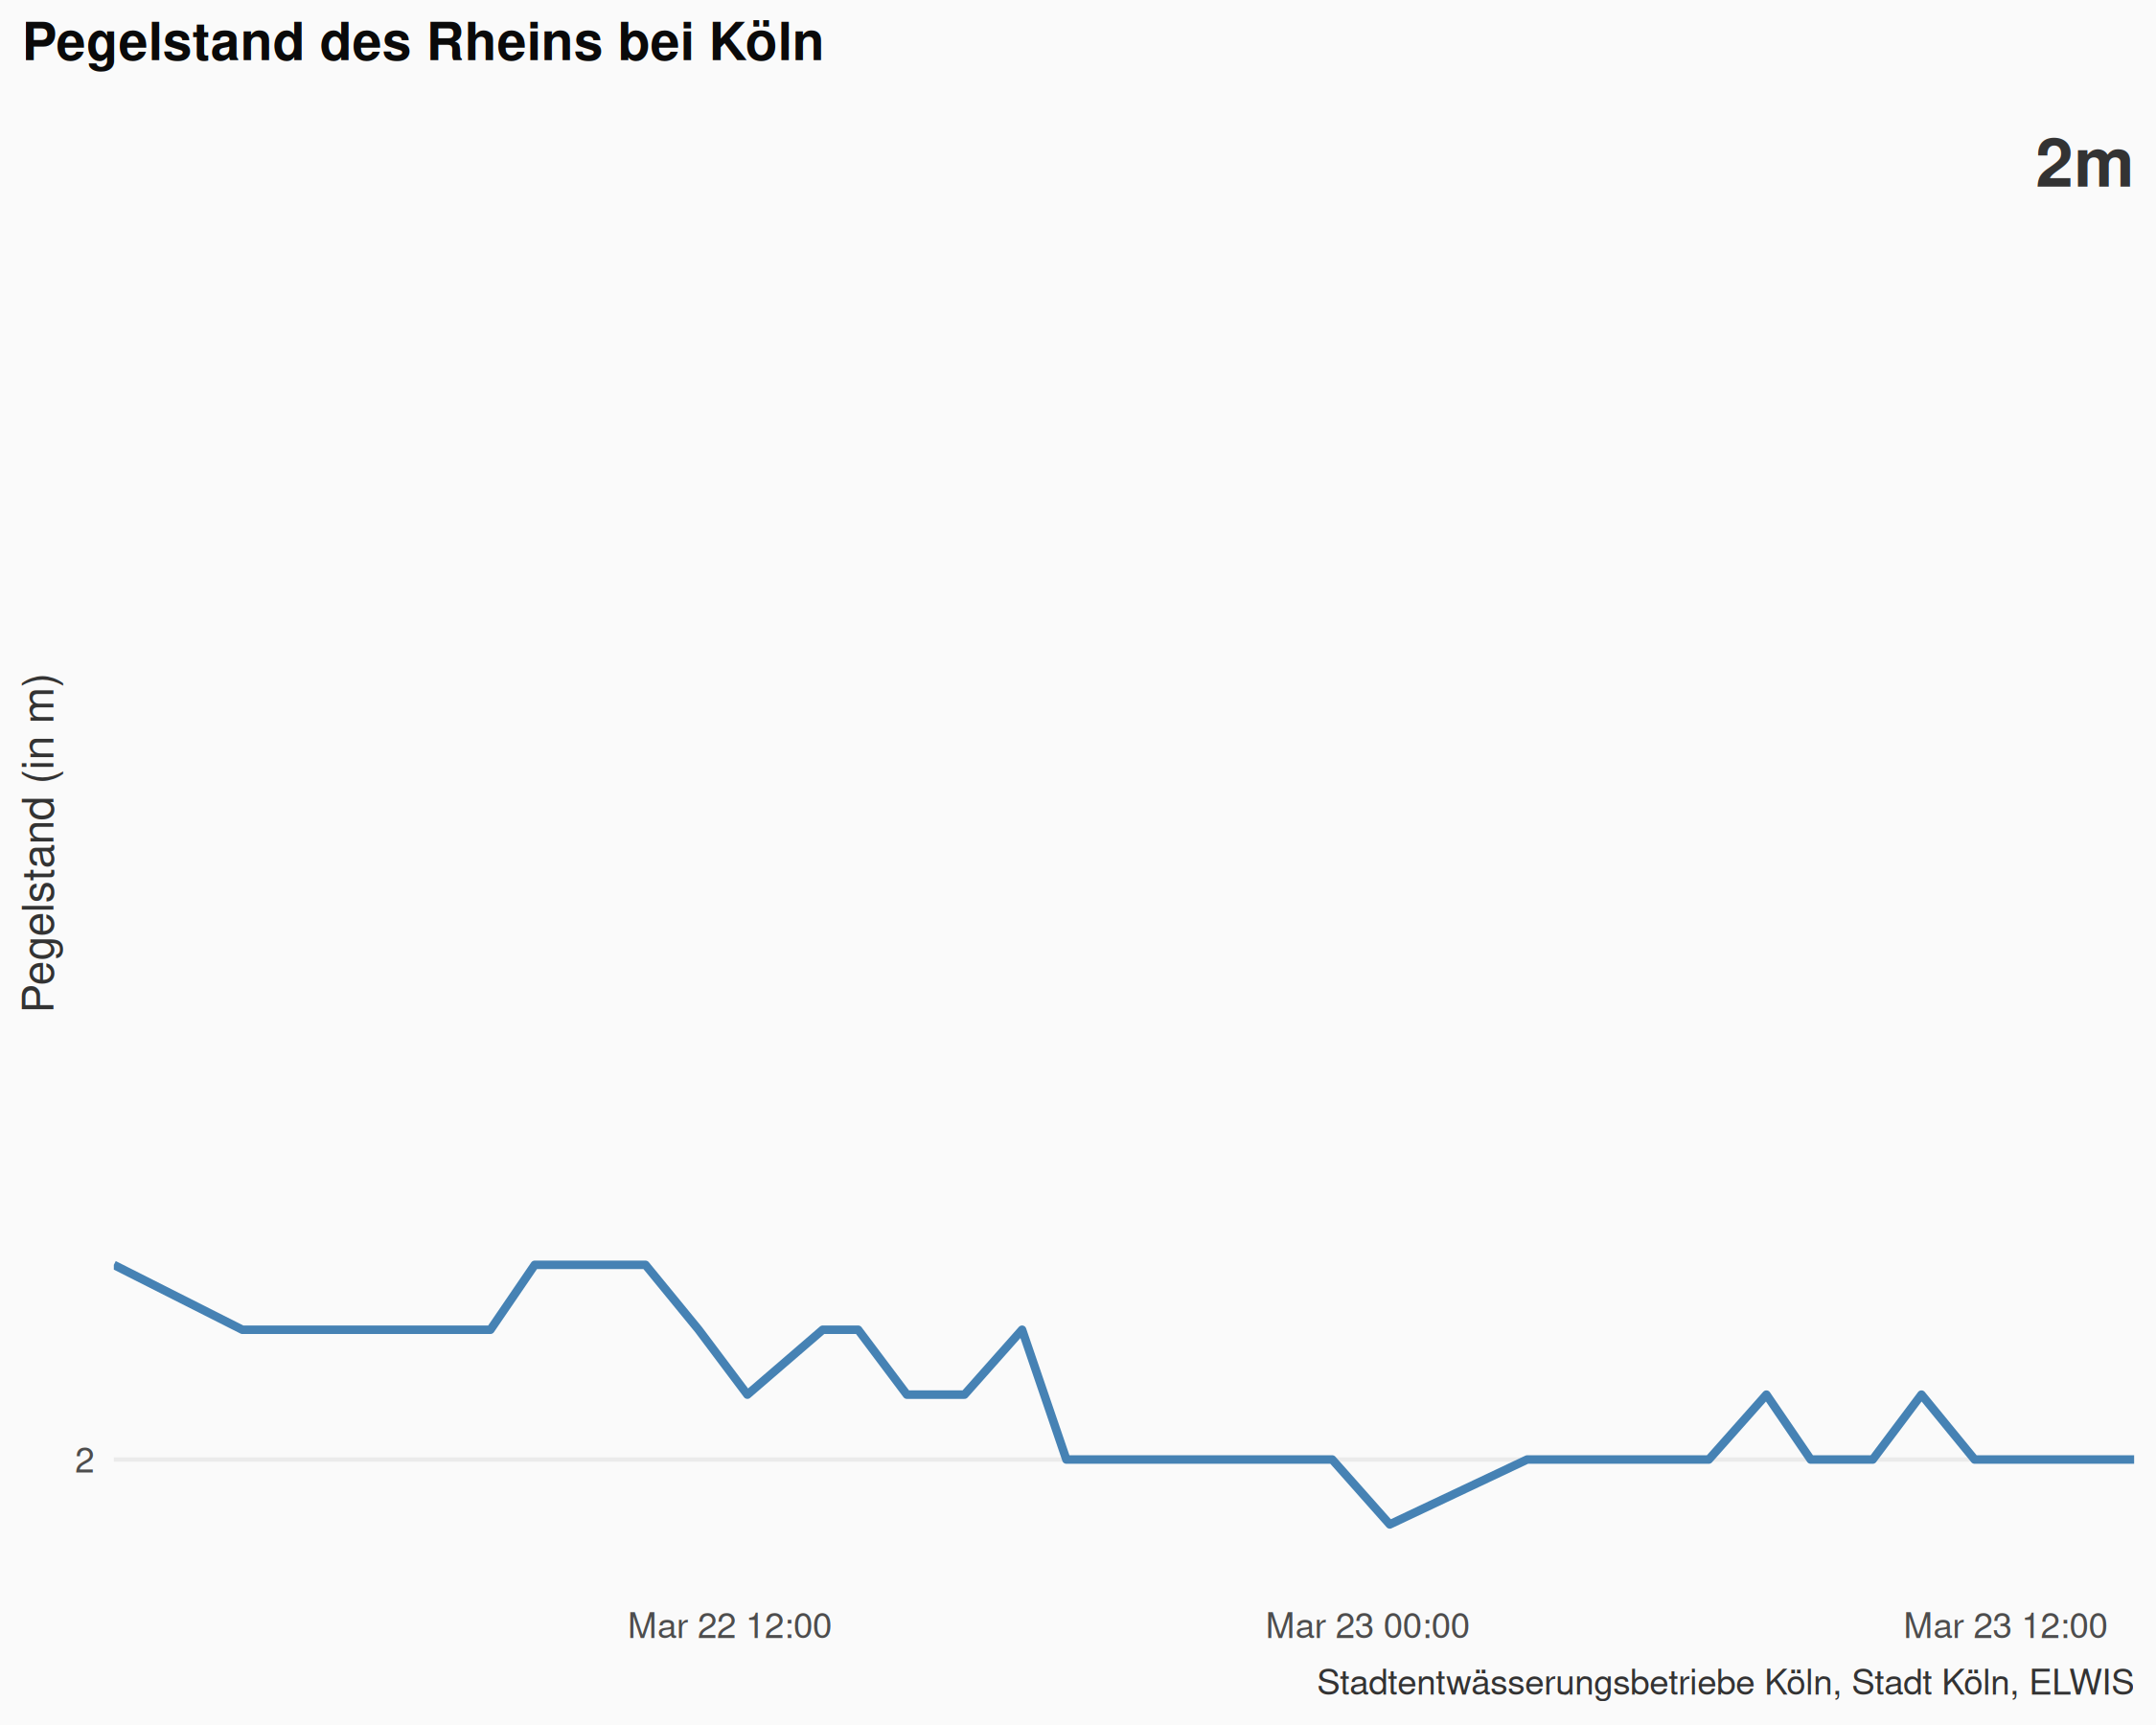 Pegelstand des Rheins bei Köln
2m
Pegelstand (in m)
2
Mar 22 12:00
Mar 23 00:00
Mar 23 12:00
Stadtentwässerungsbetriebe Köln, Stadt Köln, ELWIS